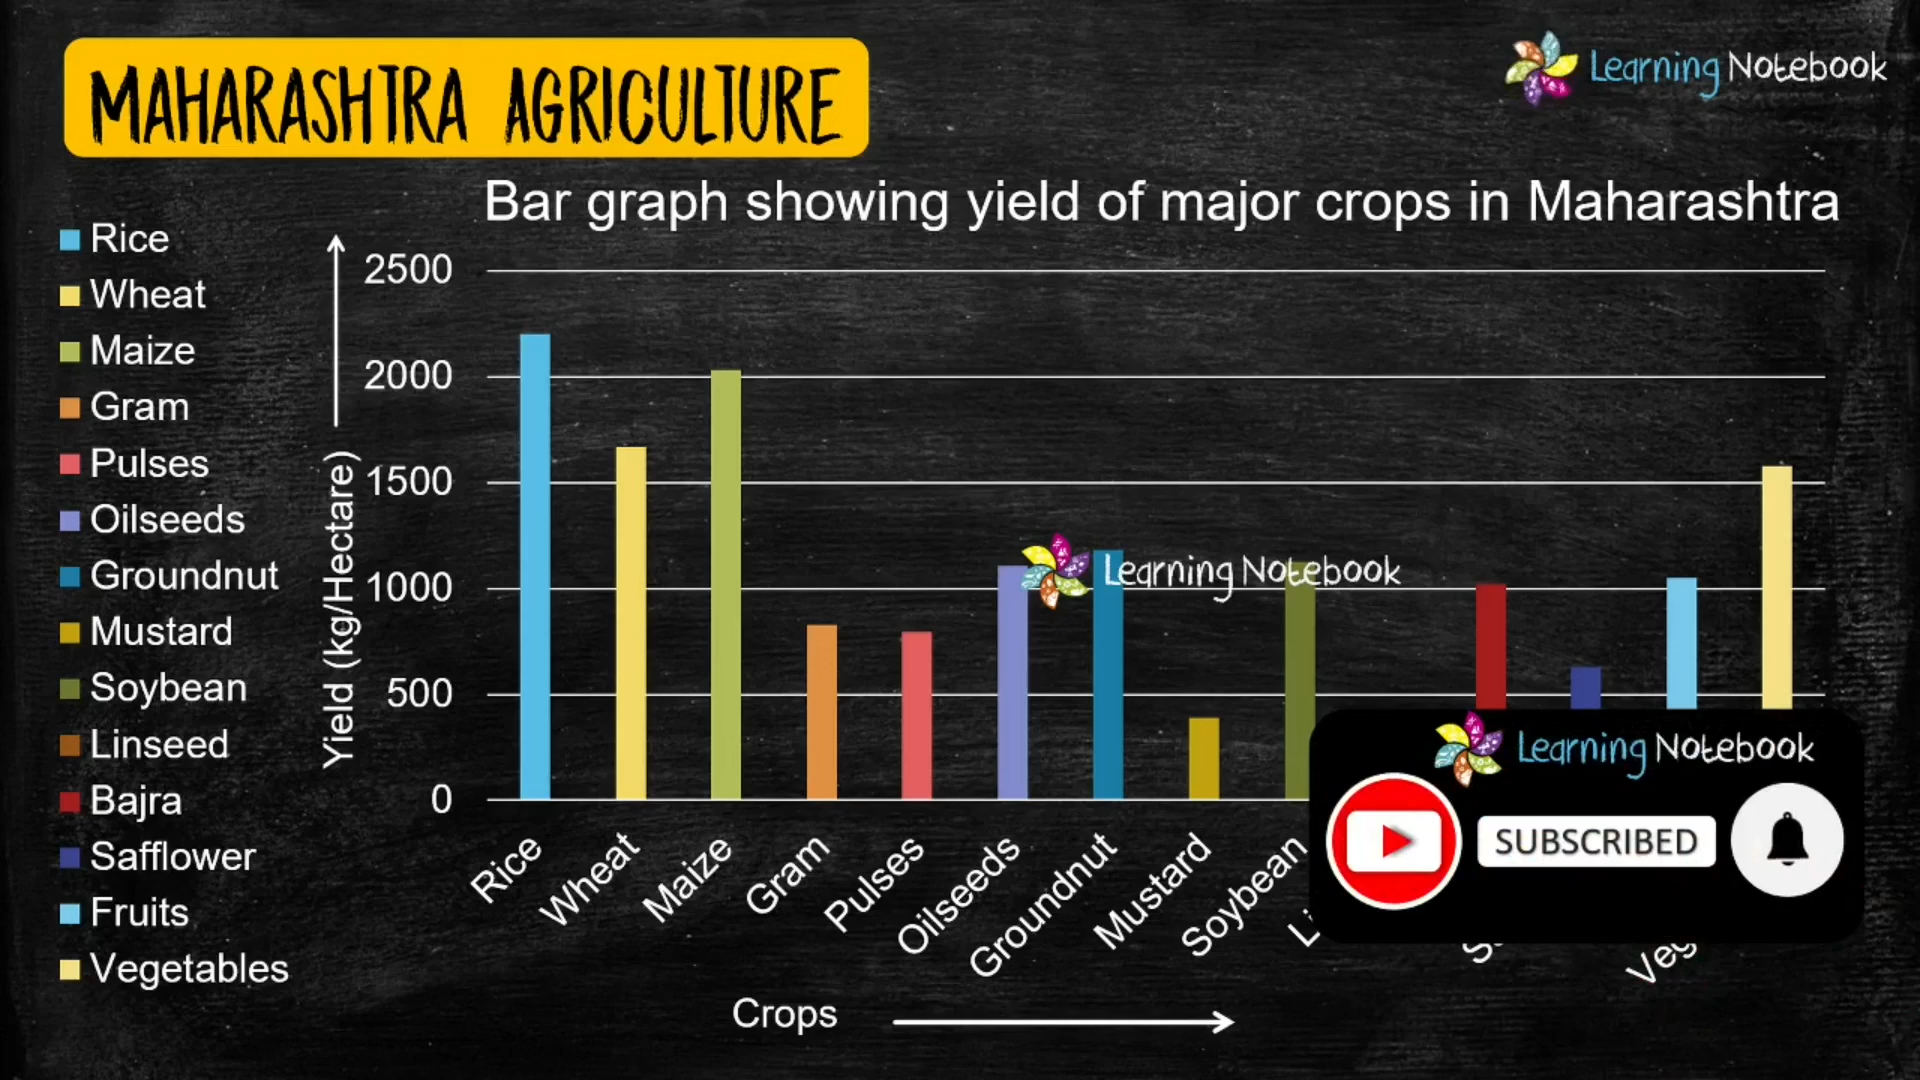 MAHARASHTRA AGRICULTURE
Learning Notebook
Bar graph showing yield of major crops in Maharashtra
Rice
Wheat
Maize
Gram
Pulses
Oilseeds
Groundnut
Mustard
Soybean
Linseed
Bajra
Safflower
Fruits
Vegetables
Yield (kg/Hectare)
2500
2000
1500
1000
500
0
Learning Notebook
Learning Notebook
SUBSCRIBED
Rice
Wheat
Maize
Gram
Pulses
Oilseeds
Groundnut
Mustard
Soybean
Crops